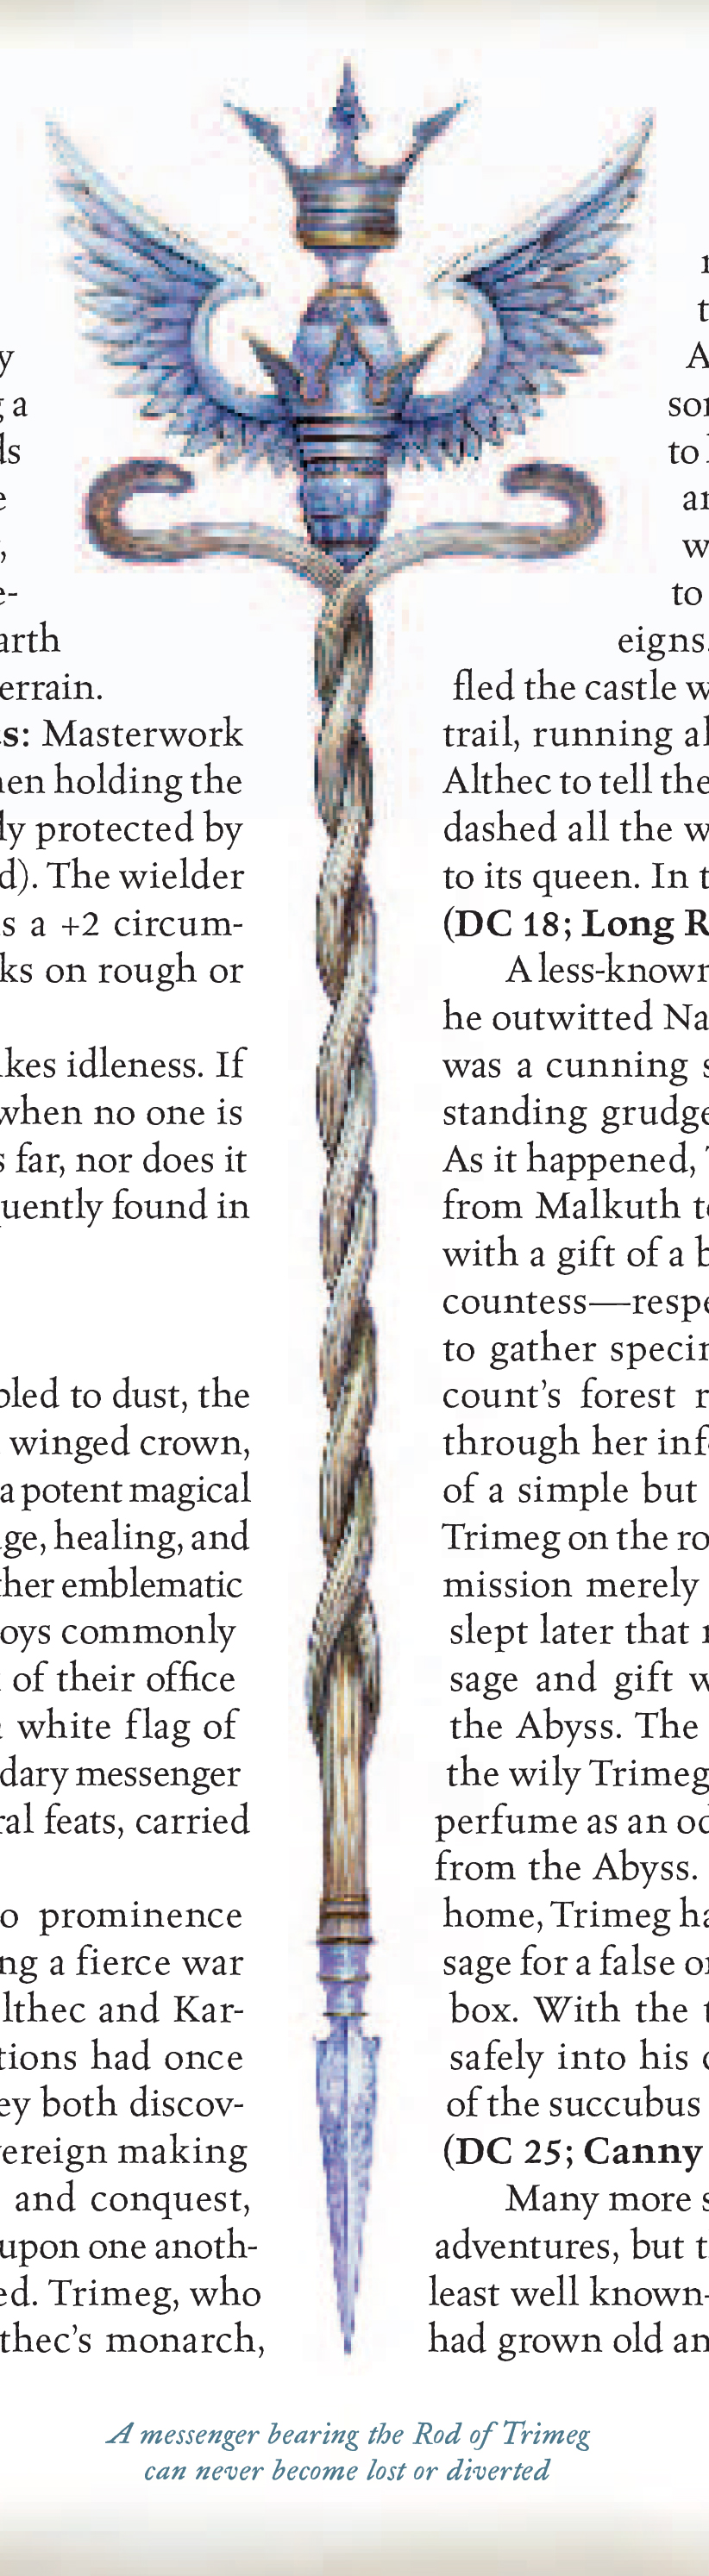 y
g a
ds
e
,
e-
arth
errain.
s: Masterwork
en holding the
ly protected by
d). The wielder
s a +2 circum-
ks on rough or
kes idleness. If
when no one is
s far, nor does it
uently found in
bled to dust, the
winged crown,
a potent magical
ge, healing, and
her emblematic
oys commonly
of their office
white flag of
dary messenger
ral feats, carried
o prominence
ng a fierce war
lthec and Kar-
tions had once
ey both discov-
ereign making
and conquest,
upon one anoth-
ed. Trimeg, who
thec's monarch,
A
son
to
an
w
to
eigns.
fled the castle w
trail, running al
Althec to tell the
dashed all the w
to its queen. In t
(DC 18; Long R
A less-known
he outwitted Na
was a cunning s
standing grudge
As it happened, T
from Malkuth to
with a gift of a b
countess—respe
to gather specim
count's forest r
through her inf
of a simple but
Trimeg on the ro
mission merely
slept later that
sage and gift w
the Abyss. The
the wily Trimeg
perfume as an od
from the Abyss.
home, Trimeg ha
sage for a false o
box. With the t
safely into his
of the succubus
(DC 25; Canny
Many more s
adventures, but t
least well known-
had grown old an
A messenger bearing the Rod of Trimeg
can never become lost or diverted